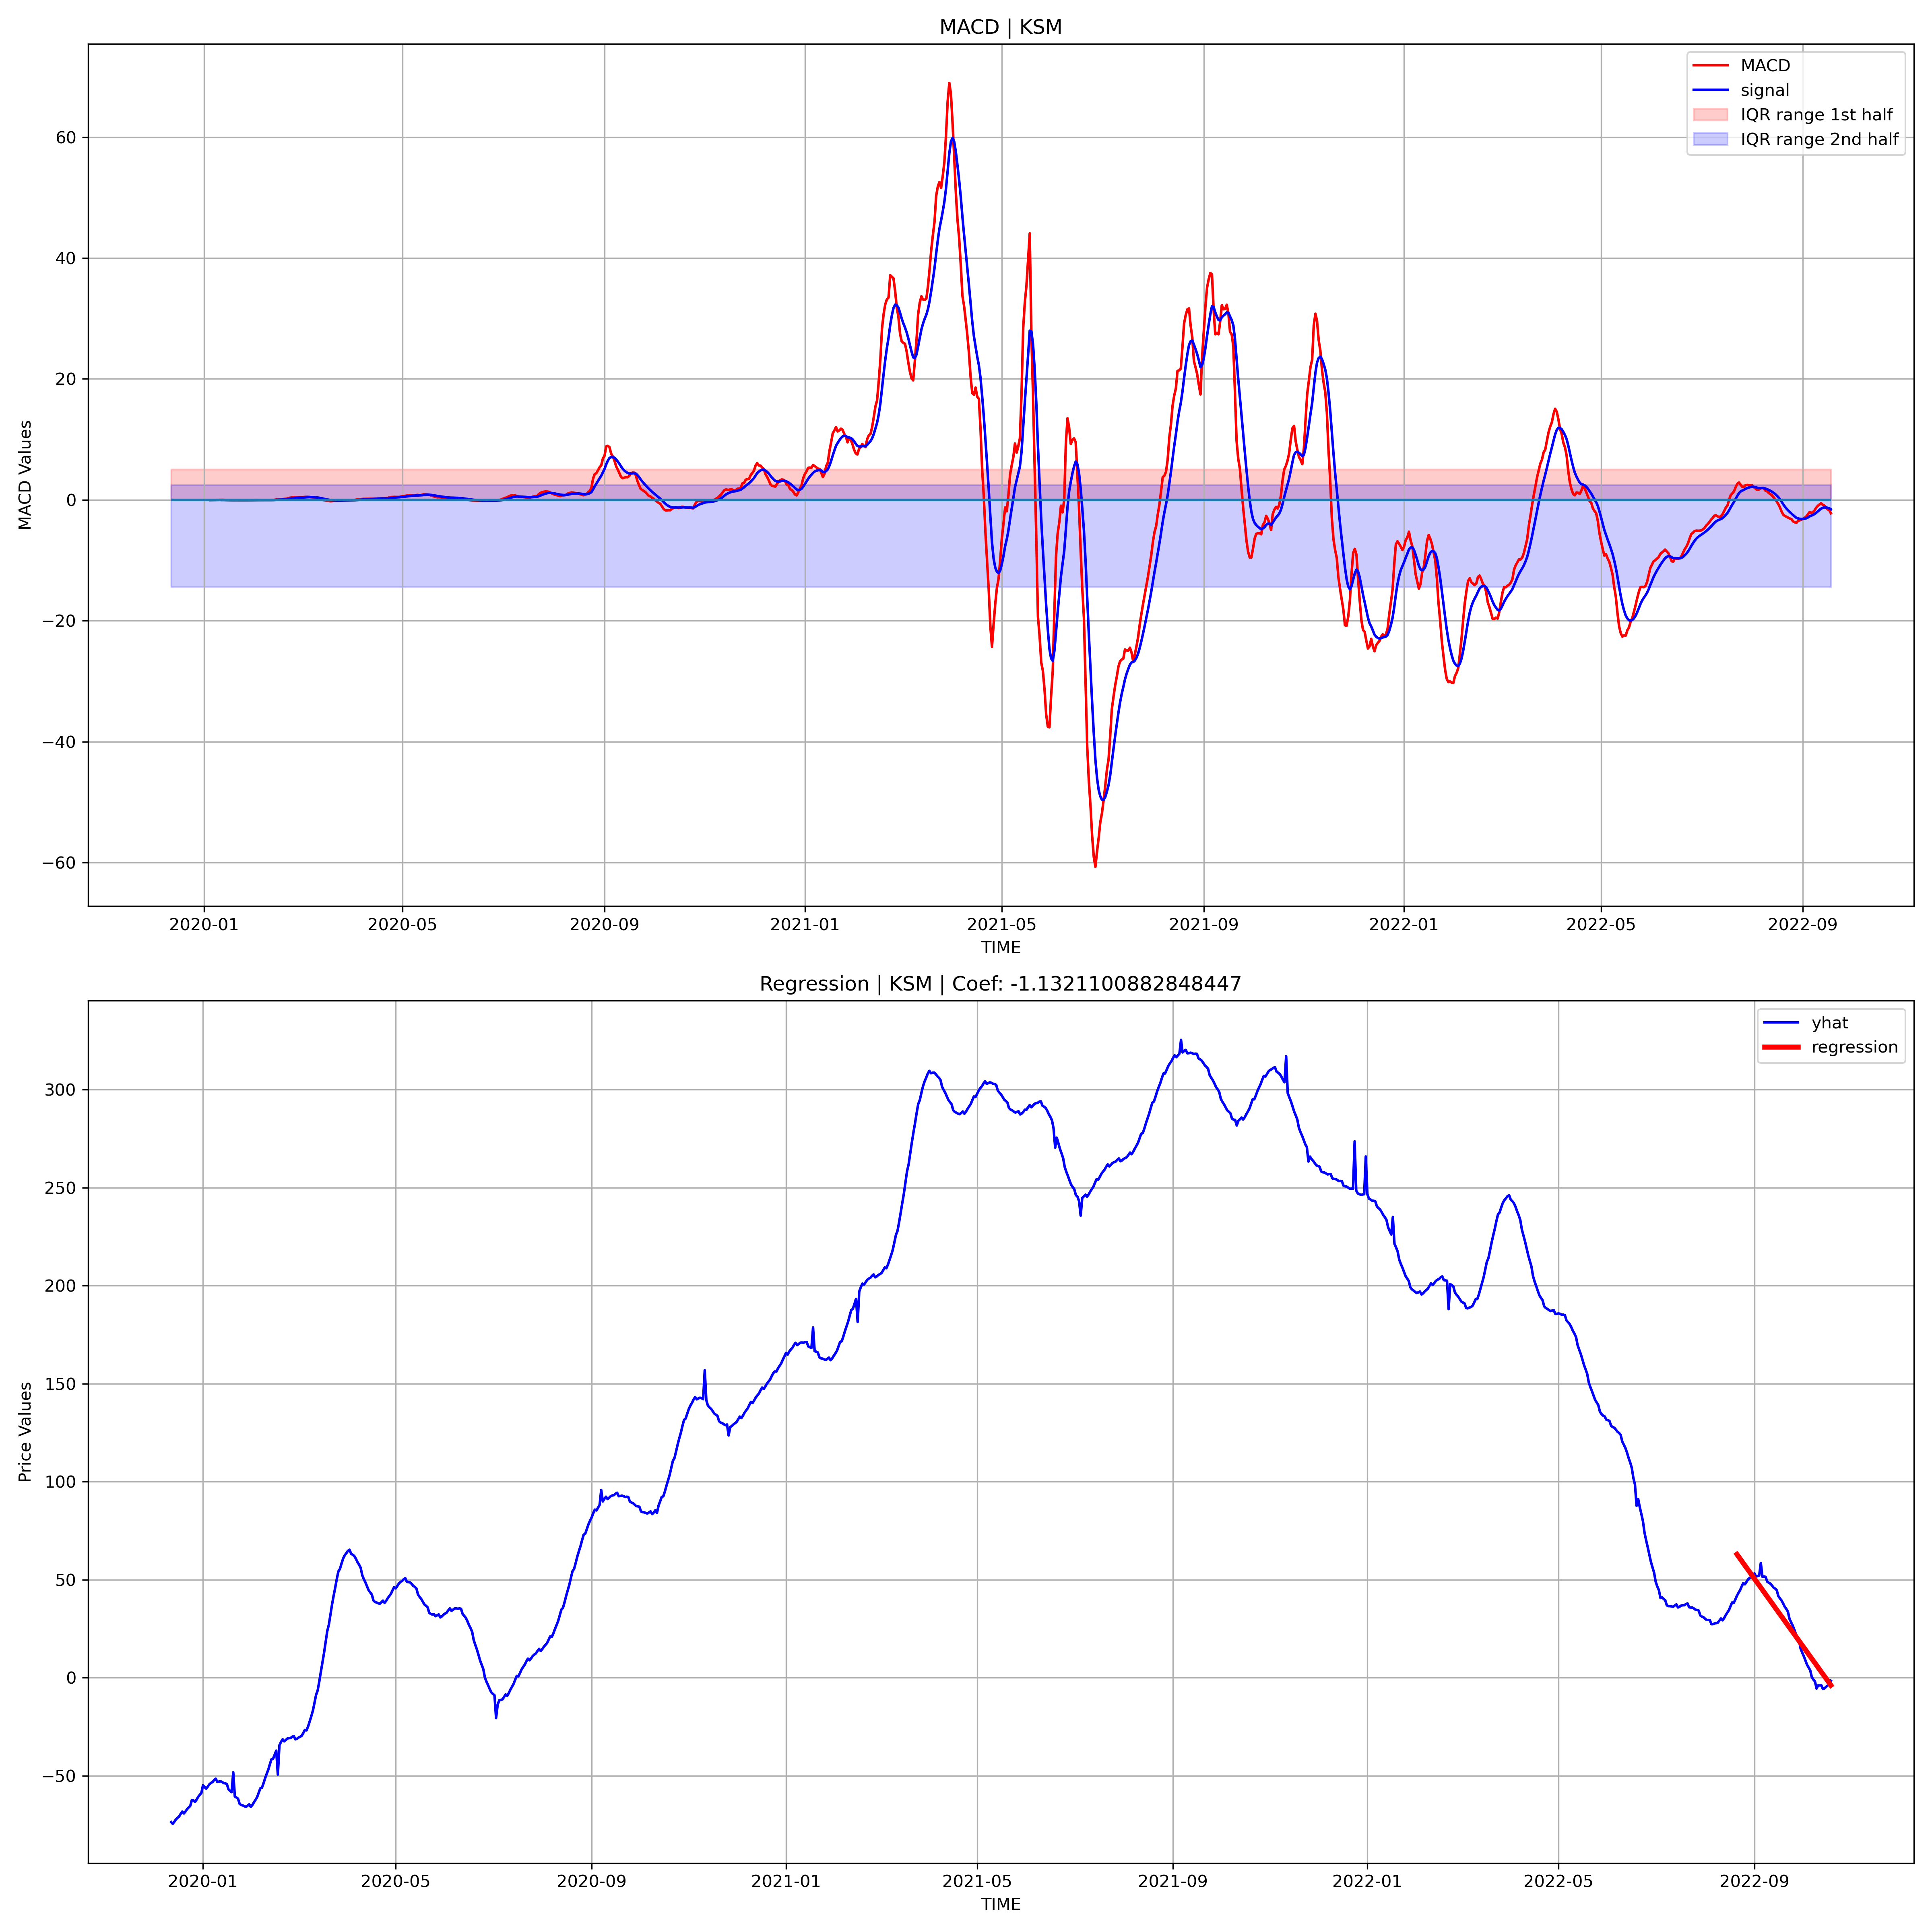 MACD | KSM
MACD
signal
IQR range 1st half
IQR range 2nd half
60
40
20
0
−20
−40
−60
MACD Values
2020-01 2020-05 2020-09 2021-01 2021-05 2021-09 2022-01 2022-05 2022-09
TIME
Regression | KSM | Coef: -1.1321100882848447
yhat
regression
300
250
200
150
100
50
0
−50
Price Values
2020-01 2020-05 2020-09 2021-01 2021-05 2021-09 2022-01 2022-05 2022-09
TIME